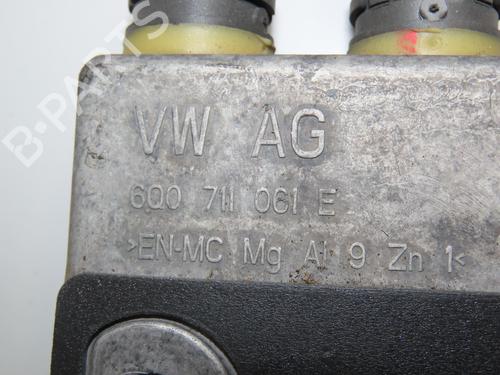 B-PARTS
VW AG
6Q0 711 061 E
>EN-MC Mg Al 9 Zn 1<